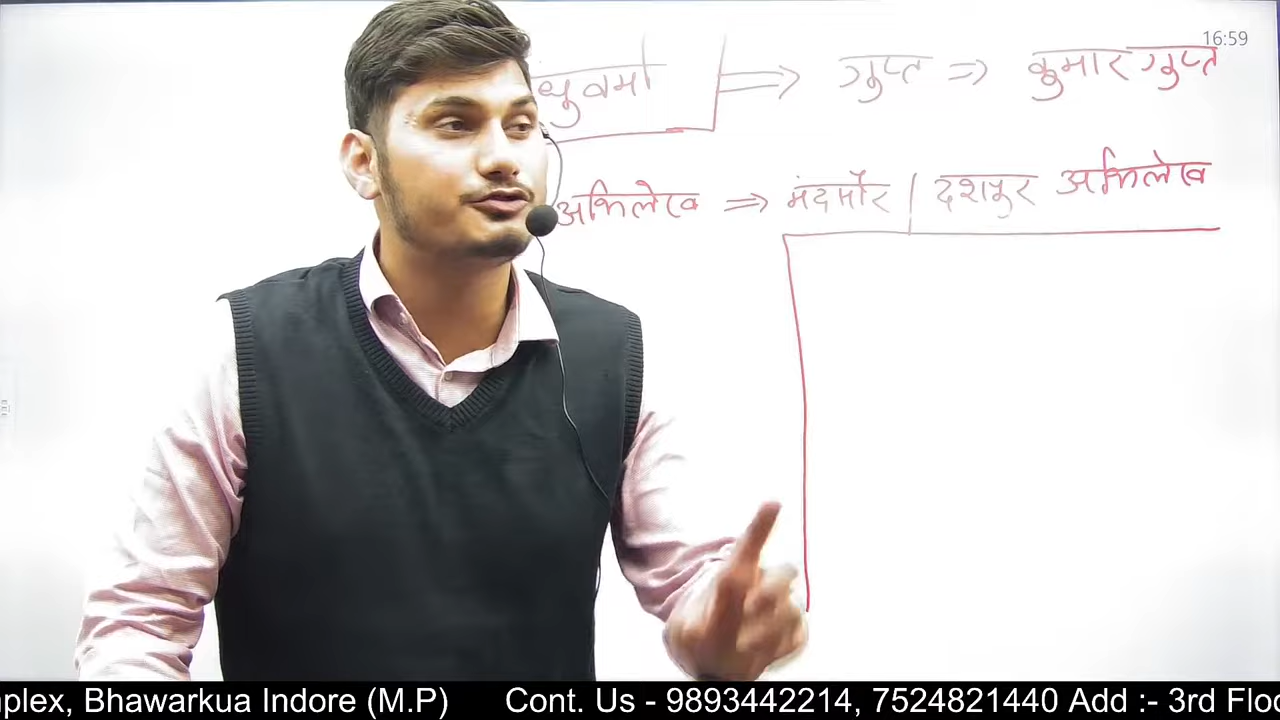 16:59
धुवर्मा ⇒ गुप्त ⇒ कुमारगुप्त
अभिलेख ⇒ मंदसौर / दशपुर अभिलेख
plex, Bhawarkua Indore (M.P) Cont. Us - 9893442214, 7524821440 Add :- 3rd Floo